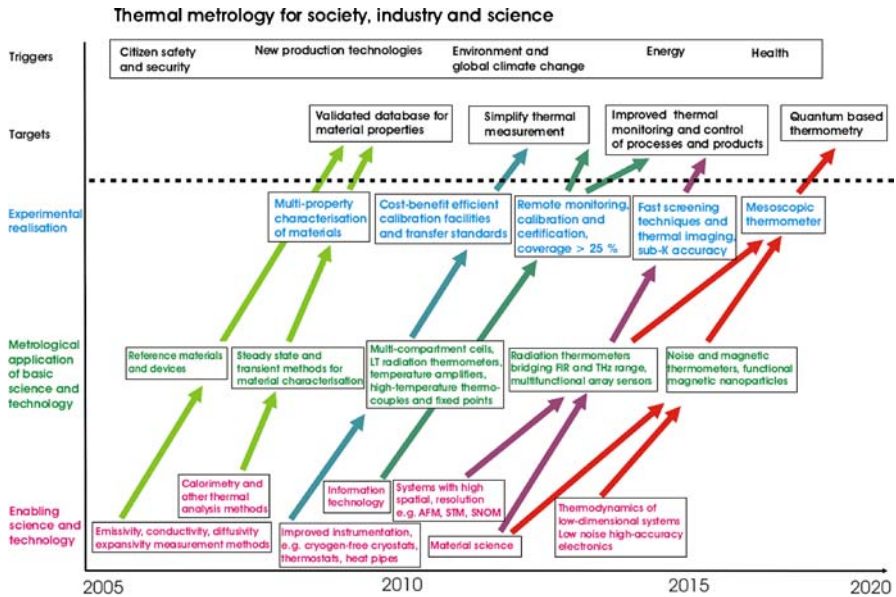 Thermal metrology for society, industry and science
Triggers
Citizen safety
and security
New production technologies
Environment and
global climate change
Energy
Health
Targets
Validated database for
material properties
Simplify thermal
measurement
Improved thermal
monitoring and control
of processes and products
Quantum based
thermometry
Experimental
realisation
Multi-property
characterisation
of materials
Cost-benefit efficient
calibration facilities
and transfer standards
Remote monitoring,
calibration and
certification,
coverage > 25 %
Fast screening
techniques and
thermal imaging,
sub-K accuracy
Mesoscopic
thermometer
Metrological
application
of basic
science and
technology
Reference materials
and devices
Steady state and
transient methods for
material characterisation
Multi-compartment cells,
LT radiation thermometers,
temperature amplifiers,
high-temperature thermo-
couples and fixed points
Radiation thermometers
bridging FIR and THz range,
multifunctional array sensors
Noise and magnetic
thermometers, functional
magnetic nanoparticles
Enabling
science and
technology
Calorimetry and
other thermal
analysis methods
Emissivity, conductivity, diffusivity
expansivity measurement methods
Improved instrumentation,
e.g. cryogen-free cryostats,
thermostats, heat pipes
Information
technology
Systems with high
spatial, resolution
e.g. AFM, STM, SNOM
Material science
Thermodynamics of
low-dimensional systems
Low noise high-accuracy
electronics
2005
2010
2015
2020